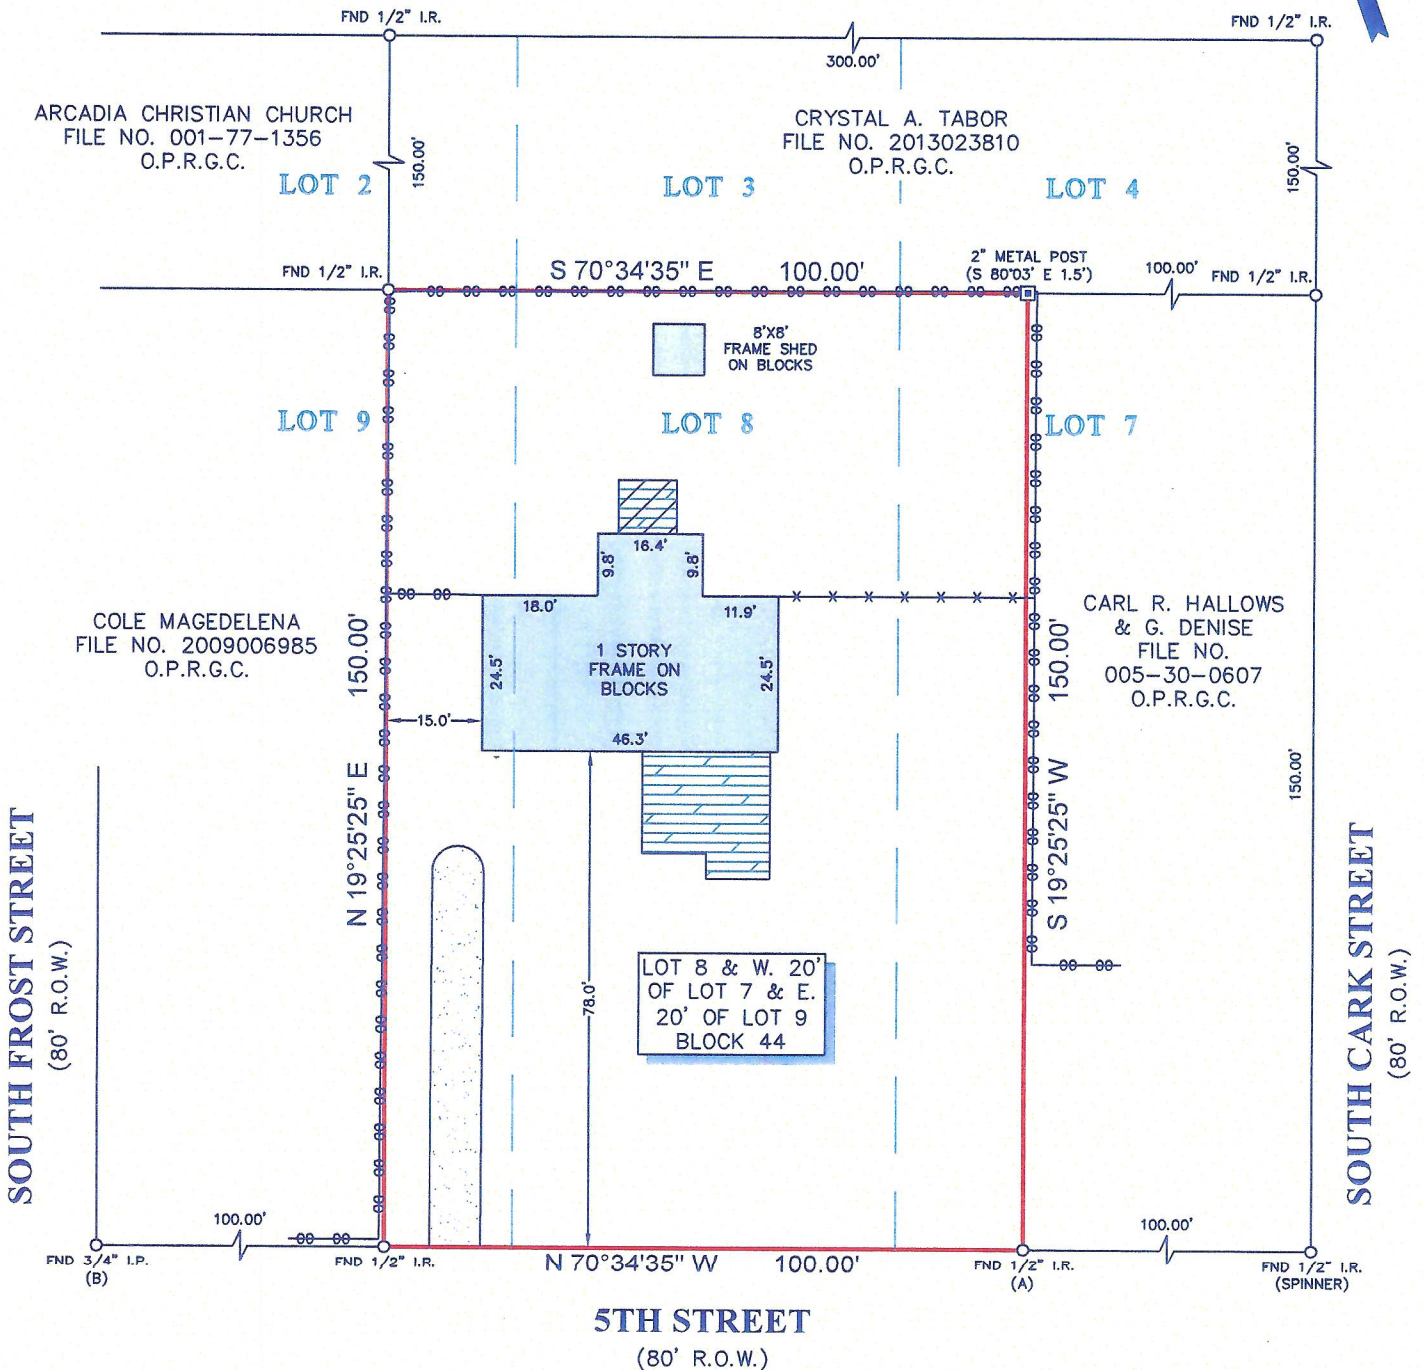 FND 1/2" I.R.
FND 1/2" I.R.
300.00'
ARCADIA CHRISTIAN CHURCH
FILE NO. 001-77-1356
O.P.R.G.C.
CRYSTAL A. TABOR
FILE NO. 2013023810
O.P.R.G.C.
150.00'
150.00'
LOT 2
LOT 3
LOT 4
FND 1/2" I.R.
S 70°34'35" E 100.00'
2" METAL POST
(S 80°03' E 1.5')
100.00'
FND 1/2" I.R.
8'X8'
FRAME SHED
ON BLOCKS
LOT 9
LOT 8
LOT 7
16.4'
9.8'
9.8'
18.0'
11.9'
COLE MAGEDELENA
FILE NO. 2009006985
O.P.R.G.C.
1 STORY
FRAME ON
BLOCKS
24.5'
24.5'
CARL R. HALLOWS
& G. DENISE
FILE NO.
005-30-0607
O.P.R.G.C.
15.0'
46.3'
N 19°25'25" E 150.00'
S 19°25'25" W 150.00'
150.00'
SOUTH FROST STREET
(80' R.O.W.)
78.0'
LOT 8 & W. 20'
OF LOT 7 & E.
20' OF LOT 9
BLOCK 44
SOUTH CARK STREET
(80' R.O.W.)
100.00'
100.00'
FND 3/4" I.P.
(B)
FND 1/2" I.R.
N 70°34'35" W 100.00'
FND 1/2" I.R.
(A)
FND 1/2" I.R.
(SPINNER)
5TH STREET
(80' R.O.W.)